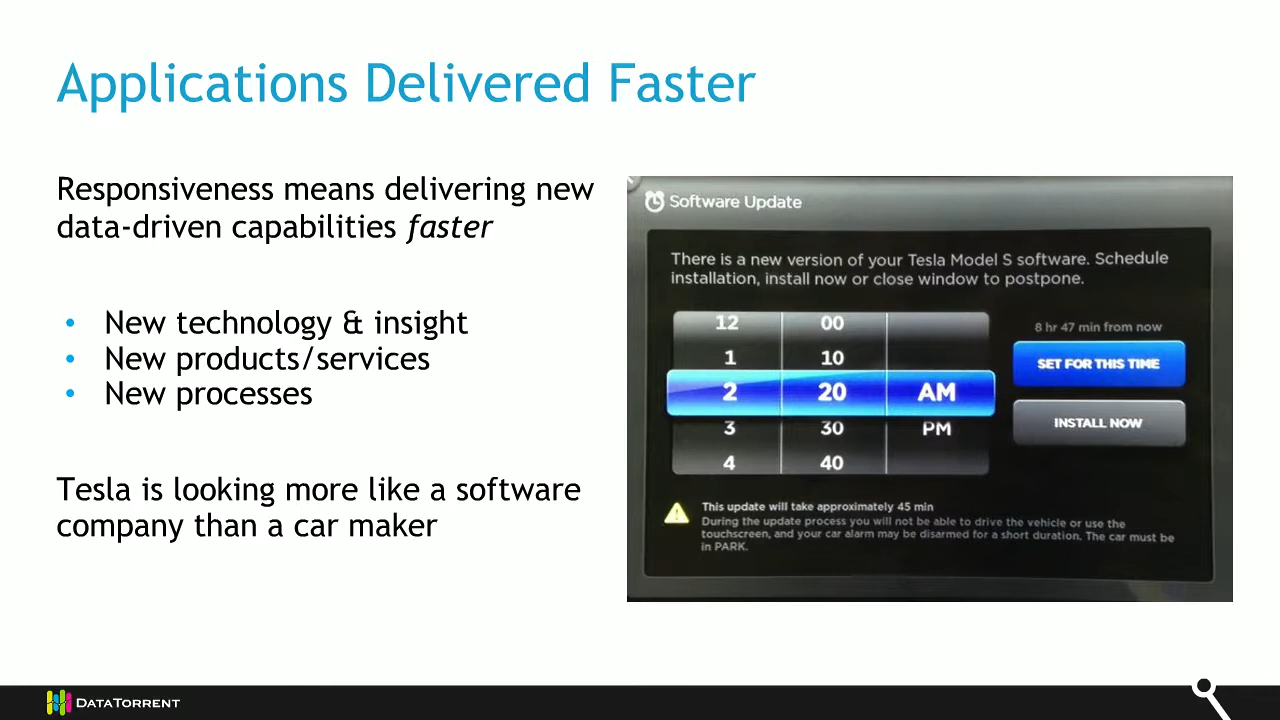 Applications Delivered Faster
Responsiveness means delivering new
data-driven capabilities faster
• New technology & insight
• New products/services
• New processes
Tesla is looking more like a software
company than a car maker
Software Update
There is a new version of your Tesla Model S software. Schedule
installation, install now or close window to postpone.
12 00
1 10
2 20 AM
3 30 PM
4 40
8 hr 47 min from now
SET FOR THIS TIME
INSTALL NOW
This update will take approximately 45 min
During the update process you will not be able to drive the vehicle or use the
touchscreen, and your car alarm may be disarmed for a short duration. The car must be
in PARK.
DATATORRENT